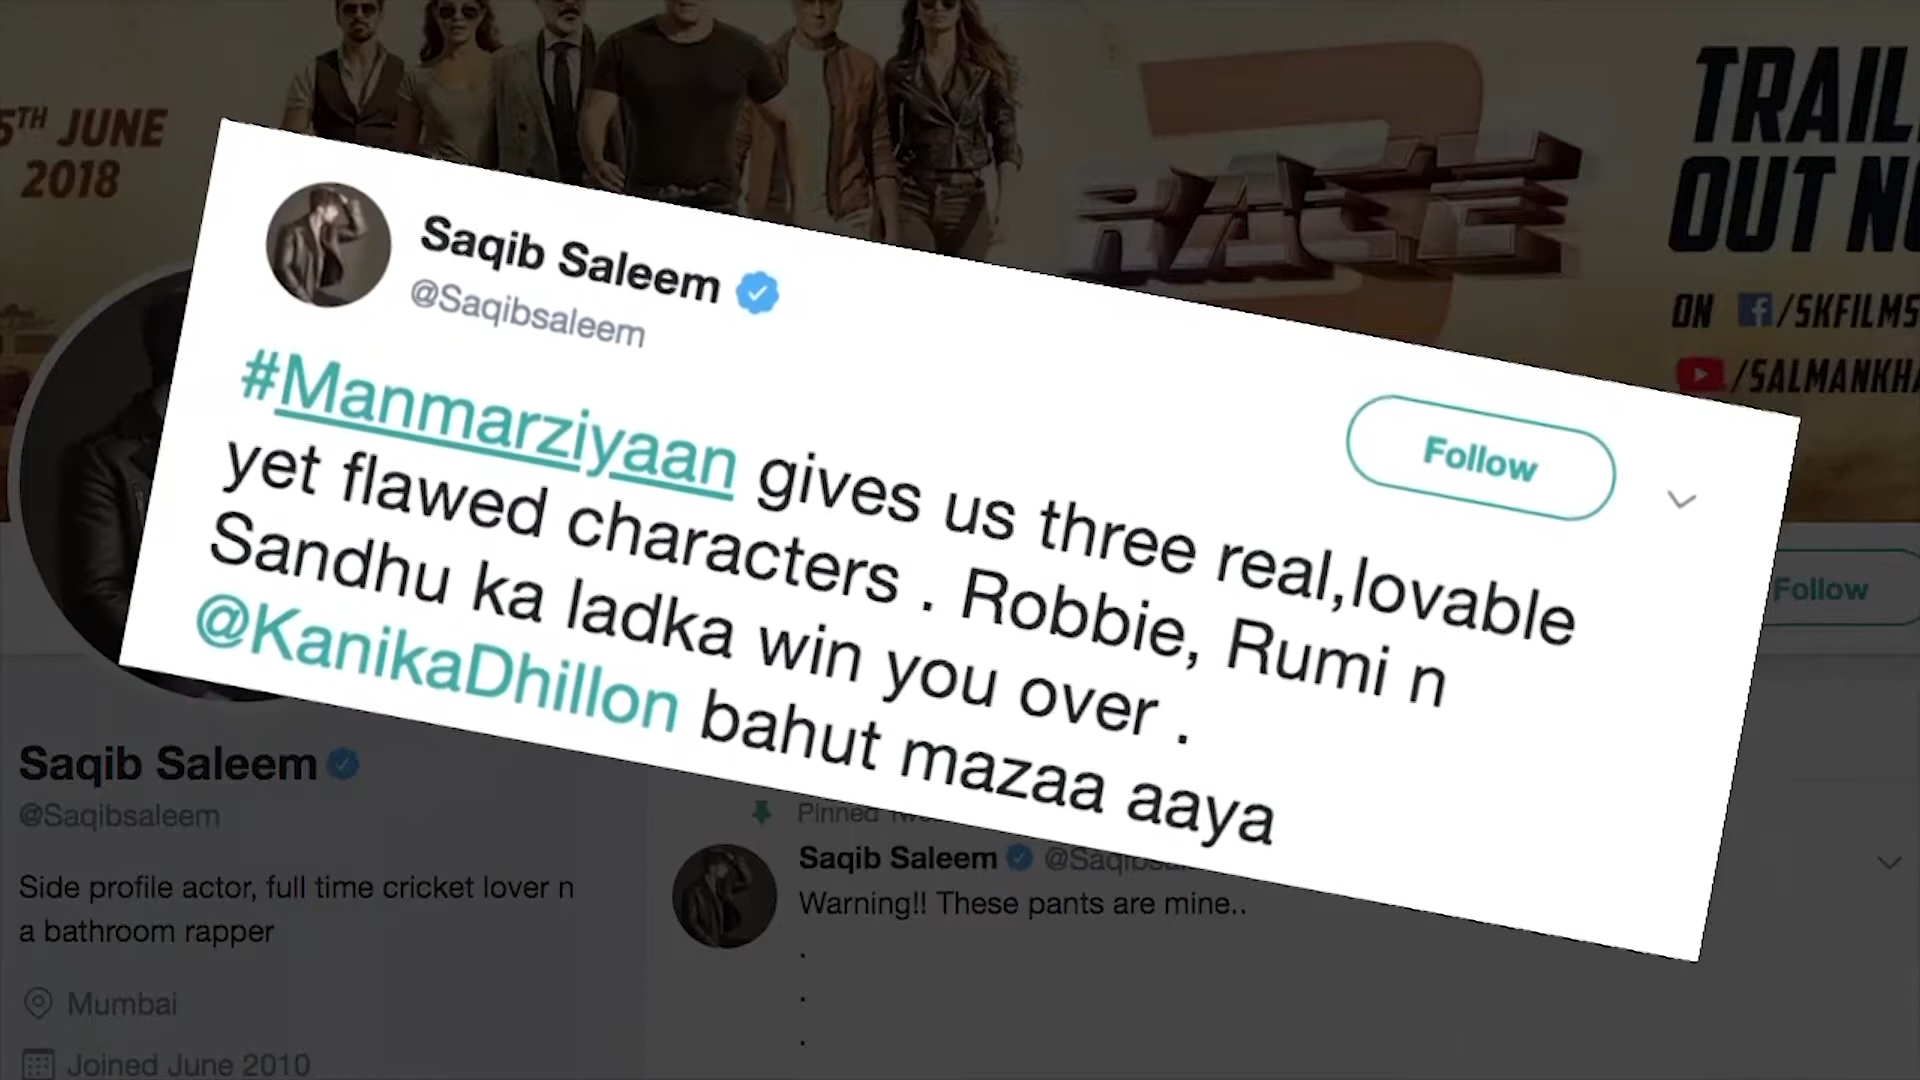 5TH JUNE
2018
RACE
3
TRAIL
OUT N
ON /SKFILMS
/SALMANKHA
Saqib Saleem
@Saqibsaleem
Follow
#Manmarziyaan gives us three real,lovable
yet flawed characters . Robbie, Rumi n
Sandhu ka ladka win you over .
@KanikaDhillon bahut mazaa aaya
Follow
Saqib Saleem
@Saqibsaleem
Side profile actor, full time cricket lover n
a bathroom rapper
Mumbai
Joined June 2010
Pinned
Saqib Saleem
Warning!! These pants are mine..
.
.
.